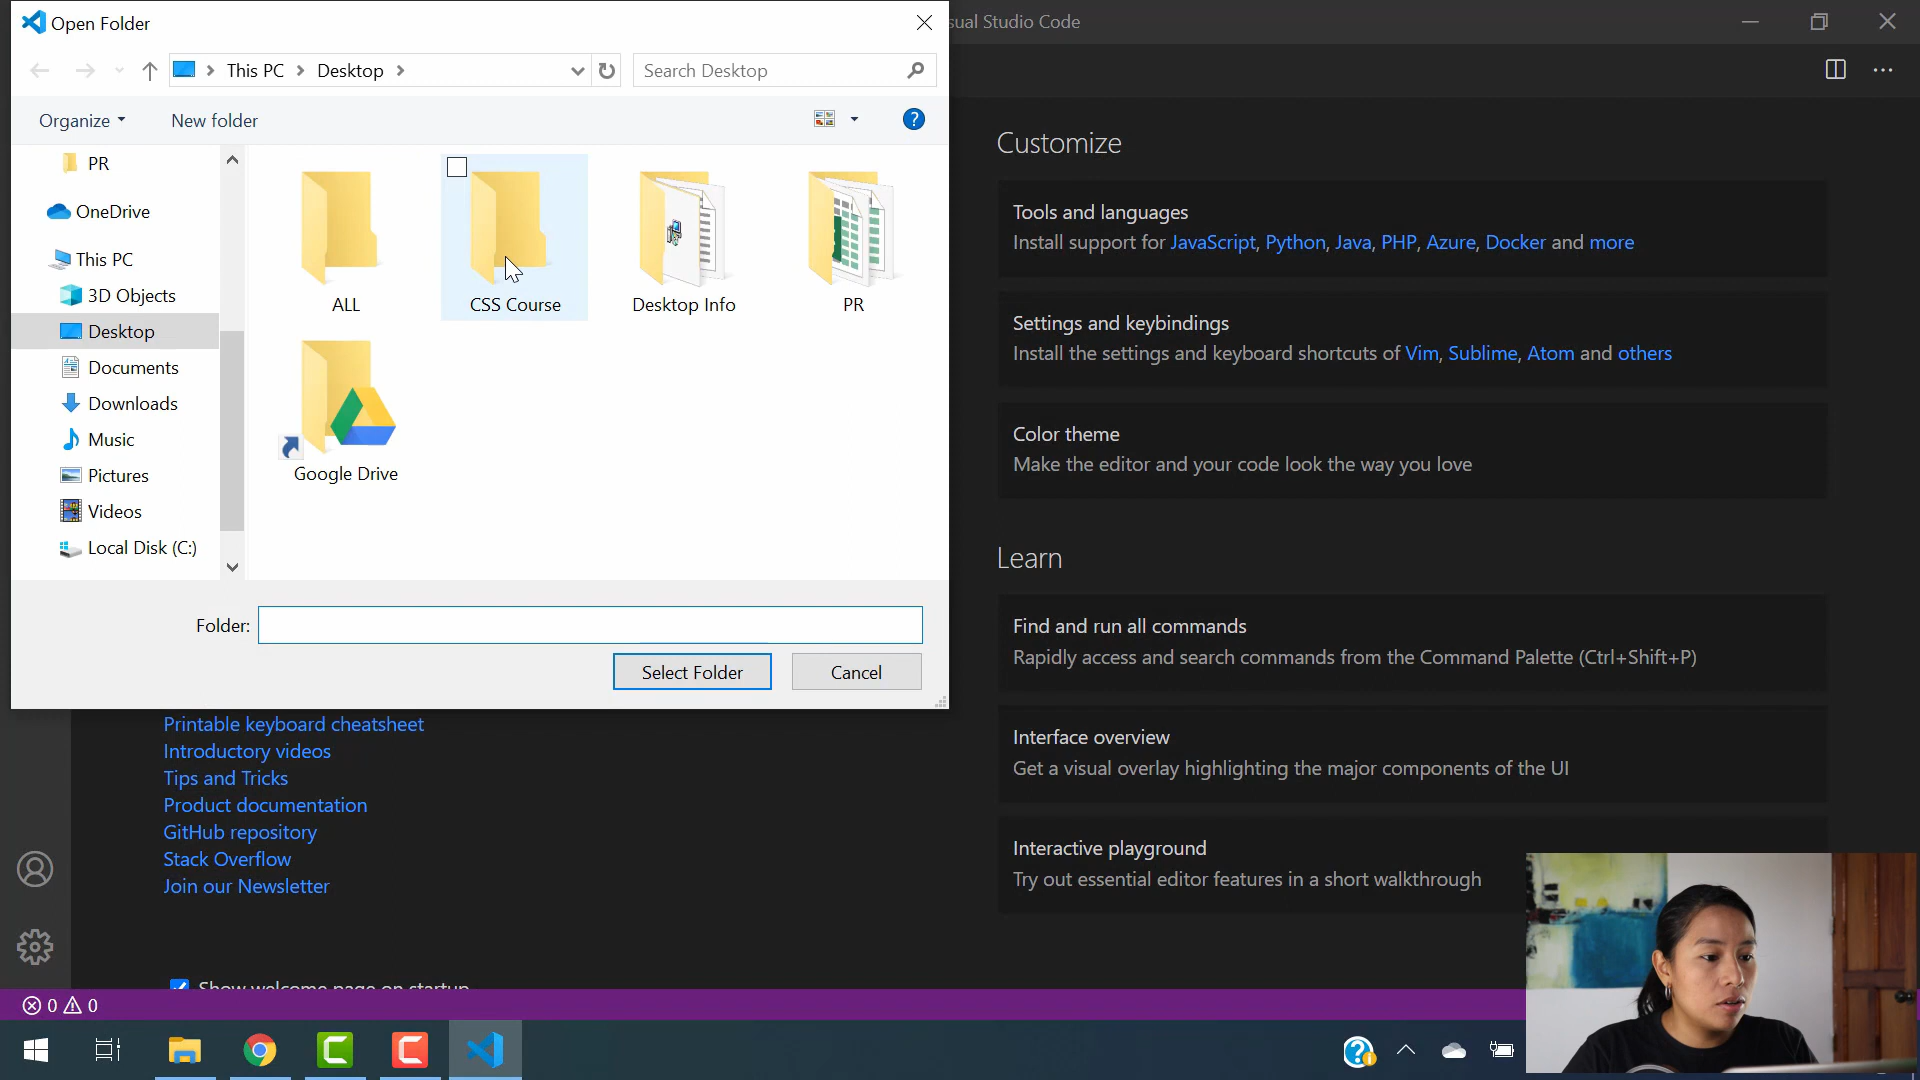 Open Folder
sual Studio Code
This PC
Desktop
Search Desktop
Organize
New folder
?
PR
OneDrive
This PC
3D Objects
Desktop
Documents
Downloads
Music
Pictures
Videos
Local Disk (C:)
ALL
CSS Course
Desktop Info
PR
Google Drive
Folder:
Select Folder
Cancel
Customize
Tools and languages
Install support for JavaScript, Python, Java, PHP, Azure, Docker and more
Settings and keybindings
Install the settings and keyboard shortcuts of Vim, Sublime, Atom and others
Color theme
Make the editor and your code look the way you love
Learn
Find and run all commands
Rapidly access and search commands from the Command Palette (Ctrl+Shift+P)
Interface overview
Get a visual overlay highlighting the major components of the UI
Interactive playground
Try out essential editor features in a short walkthrough
Printable keyboard cheatsheet
Introductory videos
Tips and Tricks
Product documentation
GitHub repository
Stack Overflow
Join our Newsletter
Show welcome page on startup
0 0